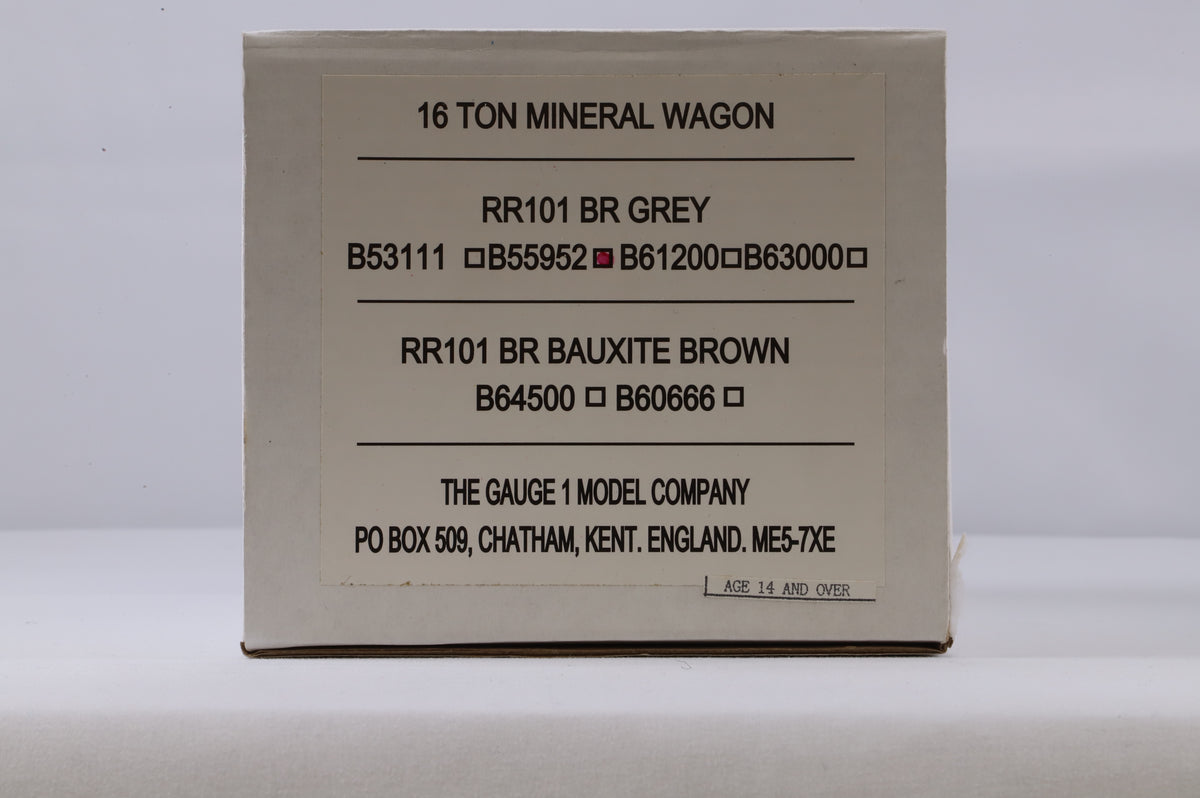 16 TON MINERAL WAGON
RR101 BR GREY
B53111 □B55952■B61200□B63000□
RR101 BR BAUXITE BROWN
B64500 □ B60666 □
THE GAUGE 1 MODEL COMPANY
PO BOX 509, CHATHAM, KENT. ENGLAND. ME5-7XE
AGE 14 AND OVER